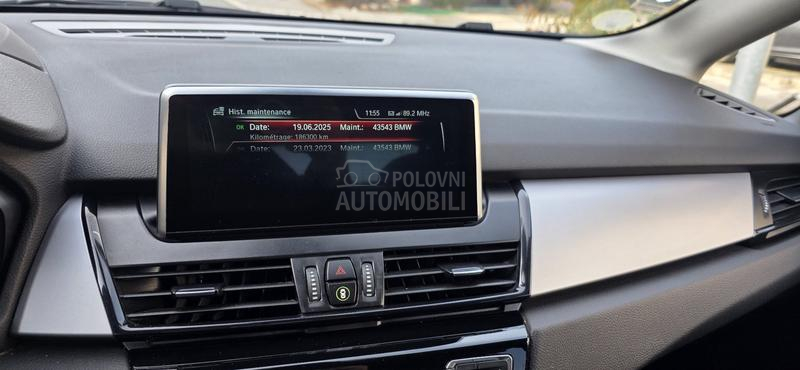 Hist. maintenance 11:55 89.2 MHz
OK Date: 19.06.2025 Maint.: 43543 BMW
Kilométrage: 186300 km
OK Date: 23.03.2023 Maint.: 43543 BMW
POLOVNI
AUTOMOBILI